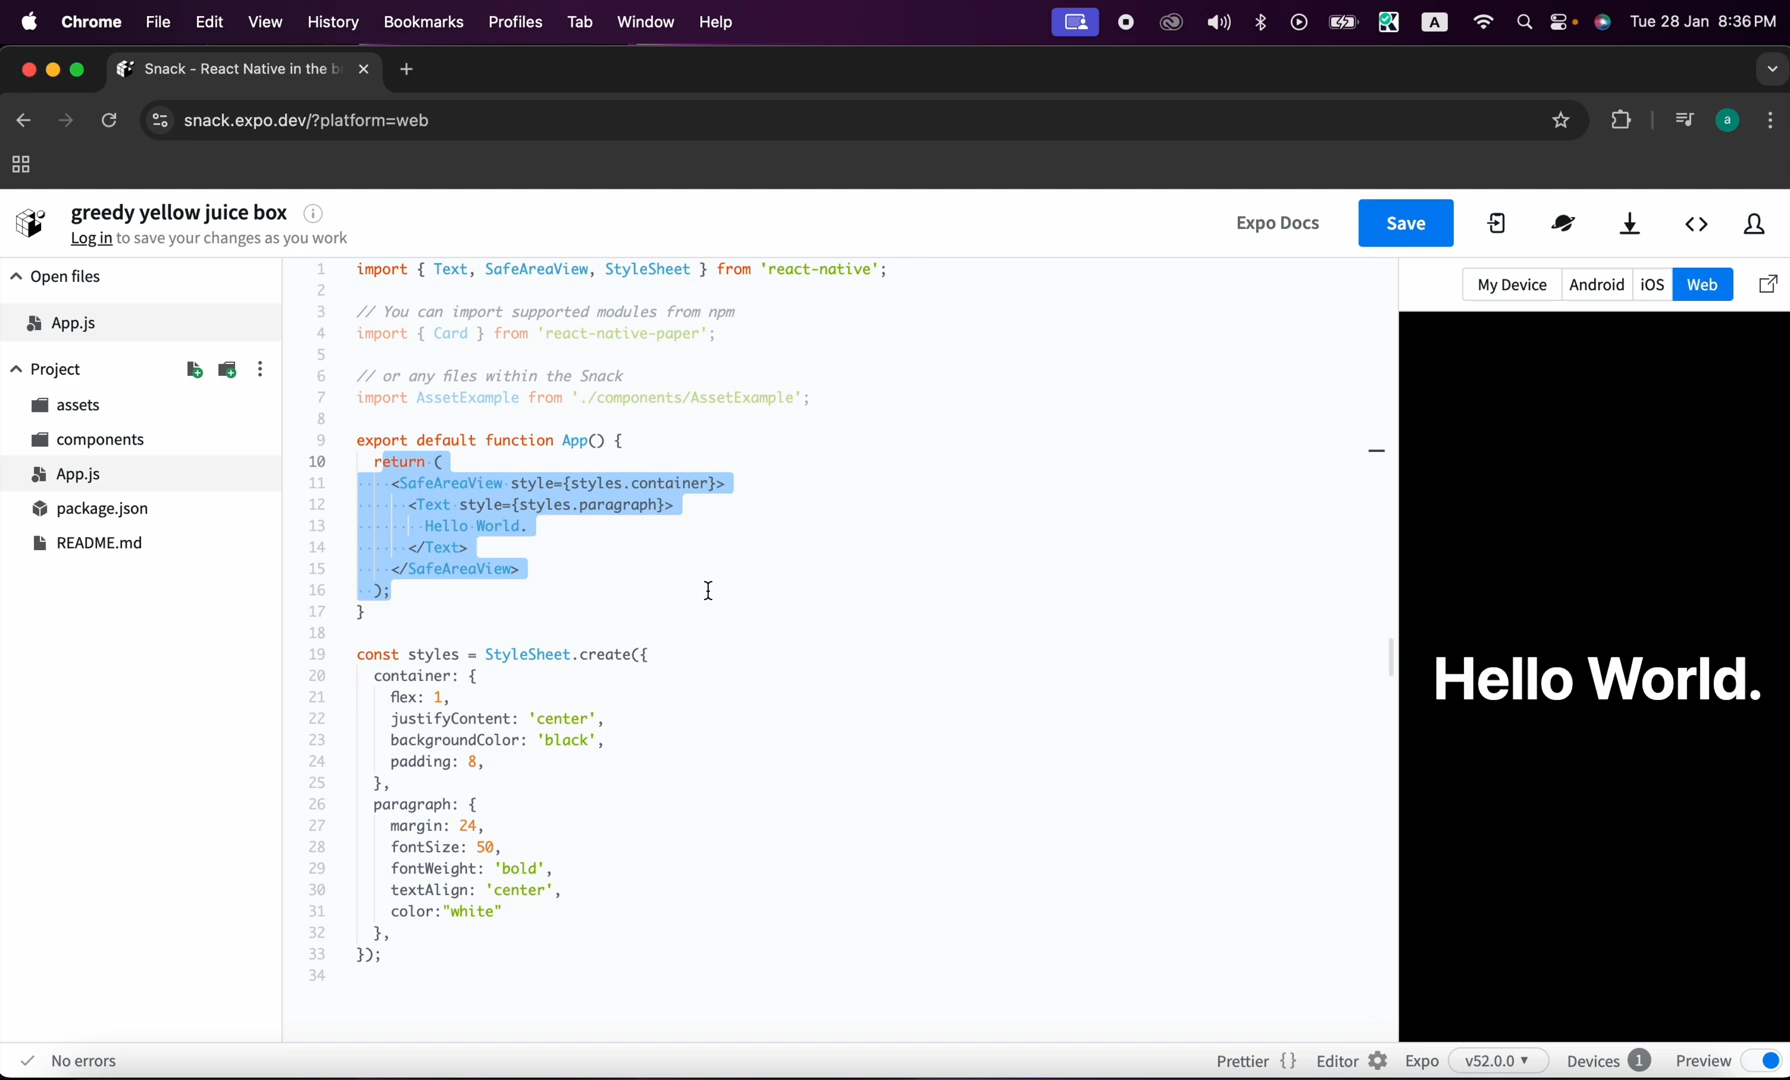 Chrome File Edit View History Bookmarks Profiles Tab Window Help A Tue 28 Jan 8:36 PM
Snack - React Native in the b
snack.expo.dev/?platform=web a
greedy yellow juice box
Log in to save your changes as you work
Expo Docs Save
Open files
App.js
Project
assets
components
App.js
package.json
README.md
1 import { Text, SafeAreaView, StyleSheet } from 'react-native';
2
3 // You can import supported modules from npm
4 import { Card } from 'react-native-paper';
5
6 // or any files within the Snack
7 import AssetExample from './components/AssetExample';
8
9 export default function App() {
10 return (
11 <SafeAreaView style={styles.container}>
12 <Text style={styles.paragraph}>
13 Hello World.
14 </Text>
15 </SafeAreaView>
16 );
17 }
18
19 const styles = StyleSheet.create({
20 container: {
21 flex: 1,
22 justifyContent: 'center',
23 backgroundColor: 'black',
24 padding: 8,
25 },
26 paragraph: {
27 margin: 24,
28 fontSize: 50,
29 fontWeight: 'bold',
30 textAlign: 'center',
31 color:"white"
32 },
33 });
34
My Device Android iOS Web
Hello World.
No errors
Prettier {} Editor Expo v52.0.0 Devices 1 Preview